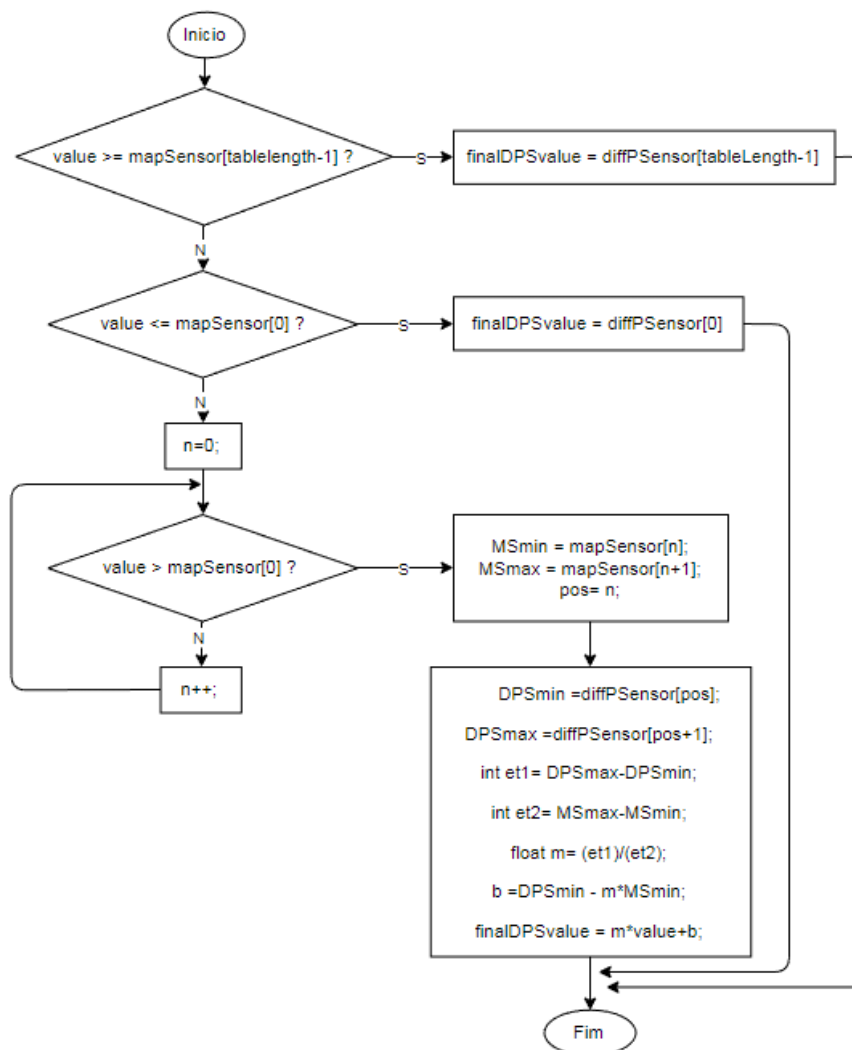 Inicio
value >= mapSensor[tablelength-1] ?
S
finalDPSvalue = diffPSensor[tableLength-1]
N
value <= mapSensor[0] ?
S
finalDPSvalue = diffPSensor[0]
N
n=0;
value > mapSensor[0] ?
S
MSmin = mapSensor[n];
MSmax = mapSensor[n+1];
pos= n;
N
n++;
DPSmin =diffPSensor[pos];
DPSmax =diffPSensor[pos+1];
int et1= DPSmax-DPSmin;
int et2= MSmax-MSmin;
float m= (et1)/(et2);
b =DPSmin - m*MSmin;
finalDPSvalue = m*value+b;
Fim